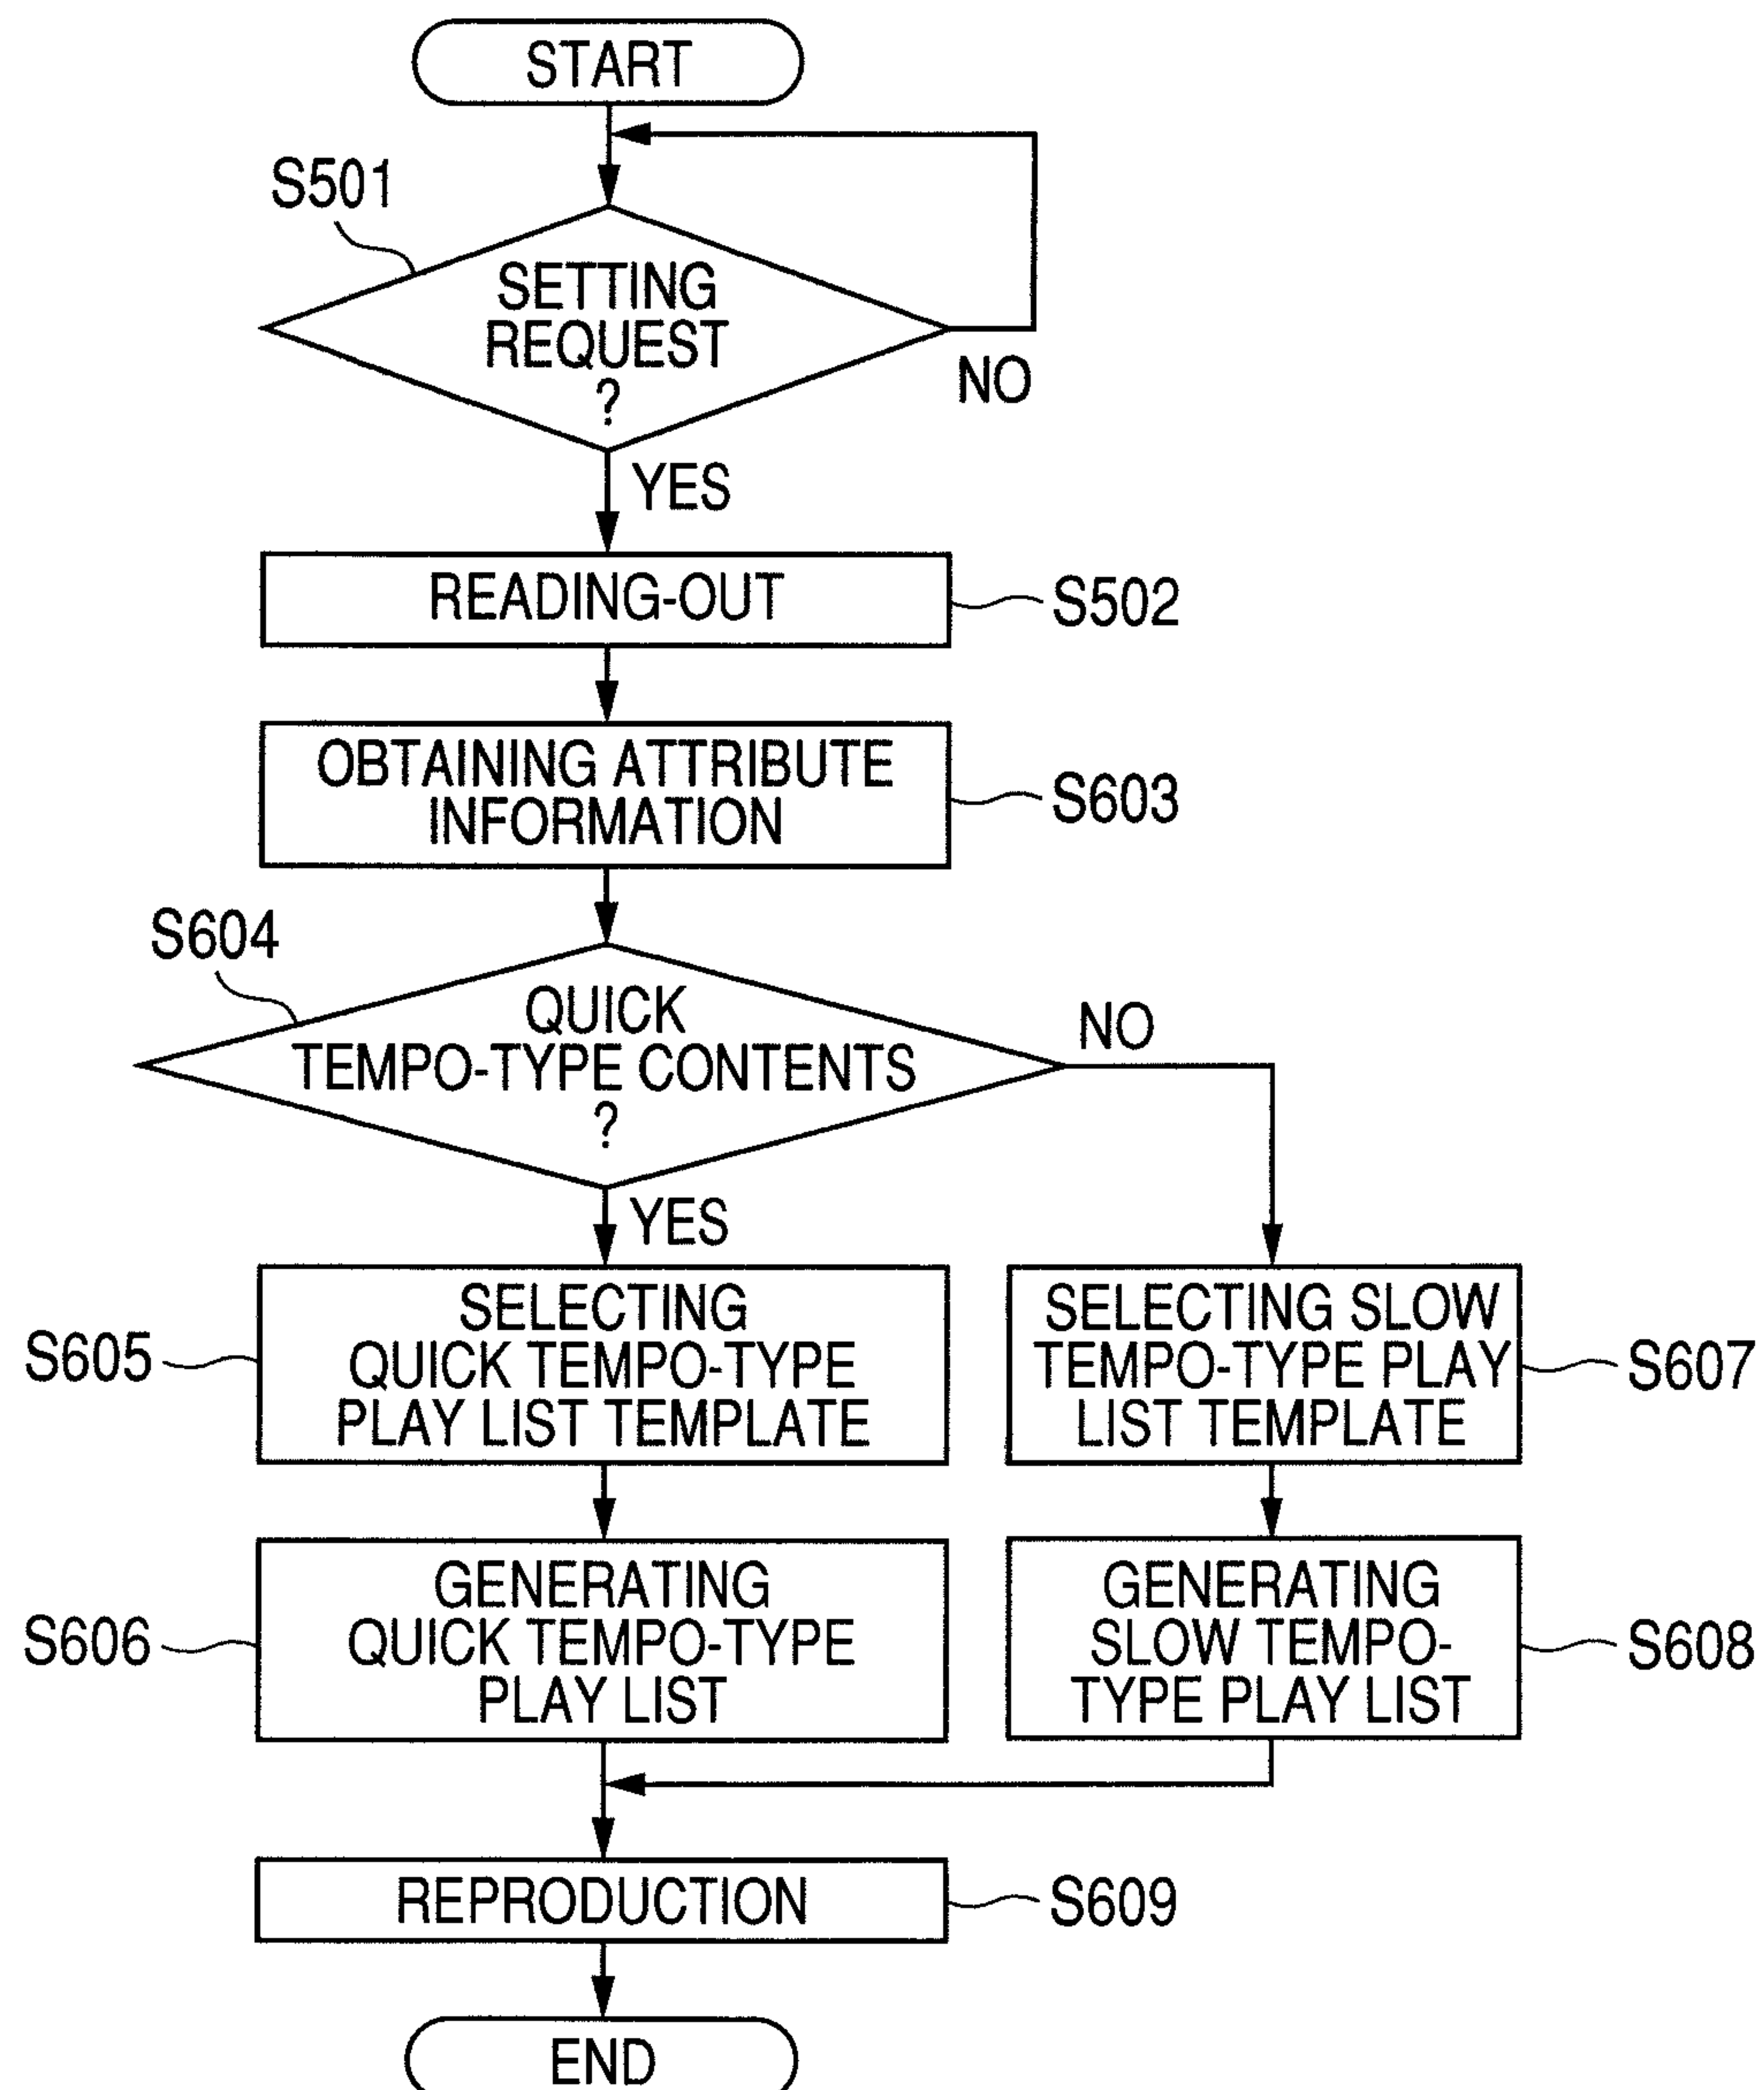 START
S501
SETTING
REQUEST
?
NO
YES
READING-OUT
S502
OBTAINING ATTRIBUTE
INFORMATION
S603
S604
QUICK
TEMPO-TYPE CONTENTS
?
NO
YES
S605
SELECTING
QUICK TEMPO-TYPE
PLAY LIST TEMPLATE
SELECTING SLOW
TEMPO-TYPE PLAY
LIST TEMPLATE
S607
S606
GENERATING
QUICK TEMPO-TYPE
PLAY LIST
GENERATING
SLOW TEMPO-
TYPE PLAY LIST
S608
REPRODUCTION
S609
END